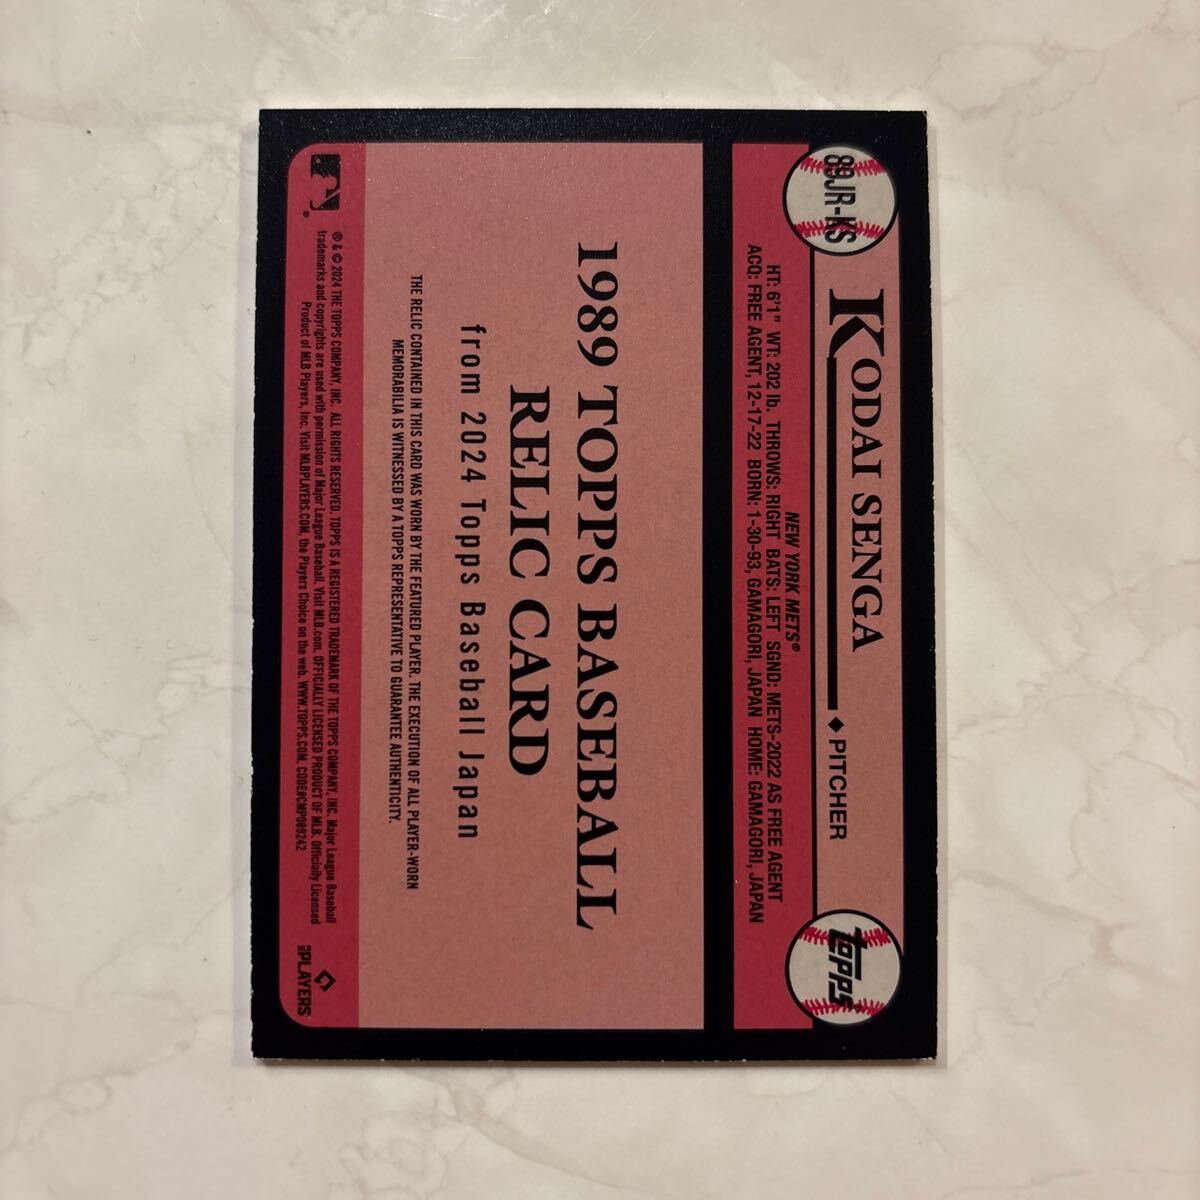 89JR-KS
KODAI SENGA
PITCHER
topps
NEW YORK METS®
HT: 6'1" WT: 202 lb. THROWS: RIGHT BATS: LEFT SGND: METS-2022 AS FREE AGENT
ACQ: FREE AGENT, 12-17-22 BORN: 1-30-93, GAMAGORI, JAPAN HOME: GAMAGORI, JAPAN
1989 TOPPS BASEBALL
RELIC CARD
from 2024 Topps Baseball Japan
THE RELIC CONTAINED IN THIS CARD WAS WORN BY THE FEATURED PLAYER. THE EXECUTION OF ALL PLAYER-WORN
MEMORABILIA IS WITNESSED BY A TOPPS REPRESENTATIVE TO GUARANTEE AUTHENTICITY.
® & © 2024 THE TOPPS COMPANY, INC. ALL RIGHTS RESERVED. TOPPS IS A REGISTERED TRADEMARK OF THE TOPPS COMPANY, INC. Major League Baseball
trademarks and copyrights are used with permission of Major League Baseball. Visit MLB.com. OFFICIALLY LICENSED PRODUCT OF MLB. Officially Licensed
Product of MLB Players, Inc. Visit MLBPLAYERS.COM, the Players Choice on the web. WWW.TOPPS.COM. CODE#CMP089242
MLB PLAYERS